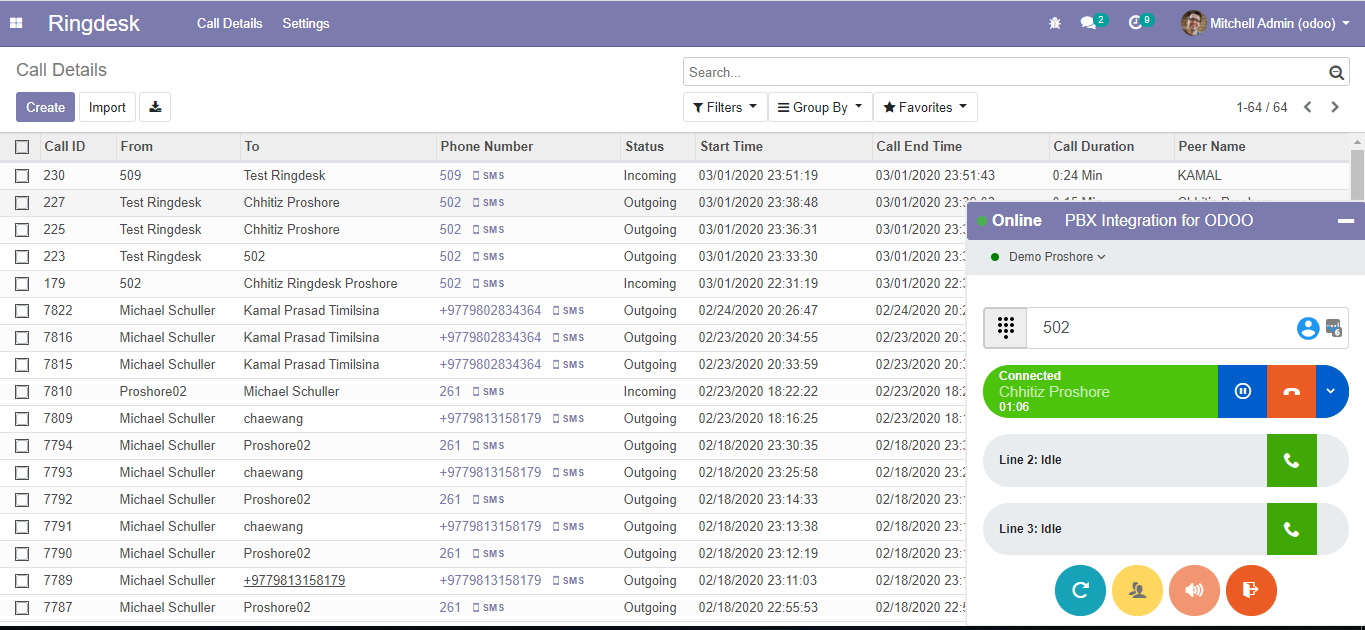 Ringdesk Call Details Settings 2 9 Mitchell Admin (odoo)
Call Details
Search...
Create Import Filters Group By Favorites 1-64 / 64
Call ID From To Phone Number Status Start Time Call End Time Call Duration Peer Name
230 509 Test Ringdesk 509 SMS Incoming 03/01/2020 23:51:19 03/01/2020 23:51:43 0:24 Min KAMAL
227 Test Ringdesk Chhitiz Proshore 502 SMS Outgoing 03/01/2020 23:38:48 03/01/2020
225 Test Ringdesk Chhitiz Proshore 502 SMS Outgoing 03/01/2020 23:36:31 03/01/2020 23:3
223 Test Ringdesk 502 502 SMS Outgoing 03/01/2020 23:33:30 03/01/2020 23:3
179 502 Chhitiz Ringdesk Proshore 502 SMS Incoming 03/01/2020 22:31:19 03/01/2020 22:3
7822 Michael Schuller Kamal Prasad Timilsina +9779802834364 SMS Outgoing 02/24/2020 20:26:47 02/24/2020 20:2
7816 Michael Schuller Kamal Prasad Timilsina +9779802834364 SMS Outgoing 02/23/2020 20:34:55 02/23/2020 20:3
7815 Michael Schuller Kamal Prasad Timilsina +9779802834364 SMS Outgoing 02/23/2020 20:33:59 02/23/2020 20:3
7810 Proshore02 Michael Schuller 261 SMS Incoming 02/23/2020 18:22:22 02/23/2020 18:2
7809 Michael Schuller chaewang +9779813158179 SMS Outgoing 02/23/2020 18:16:25 02/23/2020 18:1
7794 Michael Schuller Proshore02 261 SMS Outgoing 02/18/2020 23:30:35 02/18/2020 23:3
7793 Michael Schuller chaewang +9779813158179 SMS Outgoing 02/18/2020 23:25:58 02/18/2020 23:2
7792 Michael Schuller Proshore02 261 SMS Outgoing 02/18/2020 23:14:33 02/18/2020 23:1
7791 Michael Schuller chaewang +9779813158179 SMS Outgoing 02/18/2020 23:13:38 02/18/2020 23:1
7790 Michael Schuller Proshore02 261 SMS Outgoing 02/18/2020 23:12:19 02/18/2020 23:1
7789 Michael Schuller +9779813158179 +9779813158179 SMS Outgoing 02/18/2020 23:11:03 02/18/2020 23:1
7787 Michael Schuller Proshore02 261 SMS Outgoing 02/18/2020 22:55:53 02/18/2020 22:5
Online PBX Integration for ODOO
Demo Proshore
502
Connected
Chhitiz Proshore
01:06
Line 2: Idle
Line 3: Idle